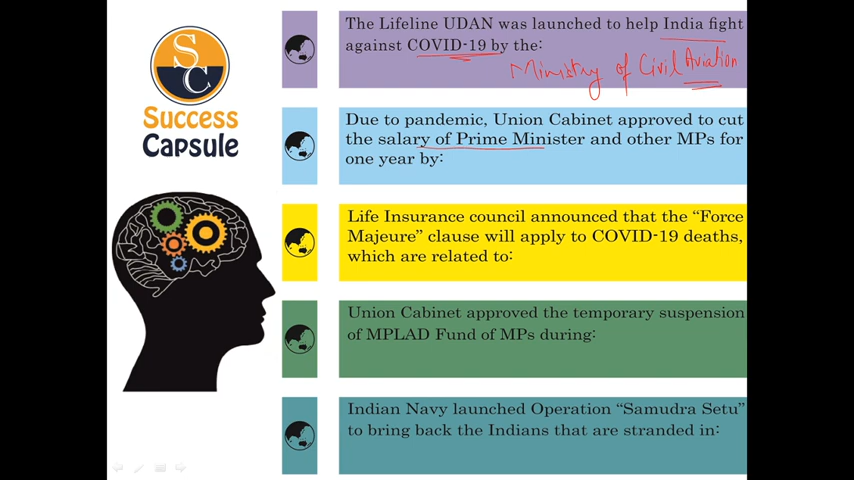 S
C
Success
Capsule
The Lifeline UDAN was launched to help India fight
against COVID-19 by the:
Ministry of Civil Aviation
Due to pandemic, Union Cabinet approved to cut
the salary of Prime Minister and other MPs for
one year by:
Life Insurance council announced that the “Force
Majeure” clause will apply to COVID-19 deaths,
which are related to:
Union Cabinet approved the temporary suspension
of MPLAD Fund of MPs during:
Indian Navy launched Operation “Samudra Setu”
to bring back the Indians that are stranded in: